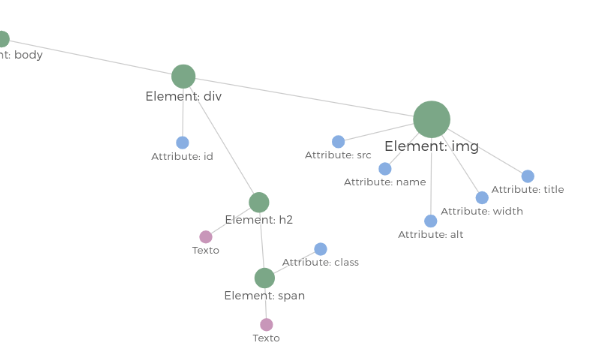 nt: body
Element: div
Element: img
Attribute: id
Attribute: src
Attribute: name
Attribute: title
Attribute: width
Element: h2
Attribute: alt
Texto
Attribute: class
Element: span
Texto